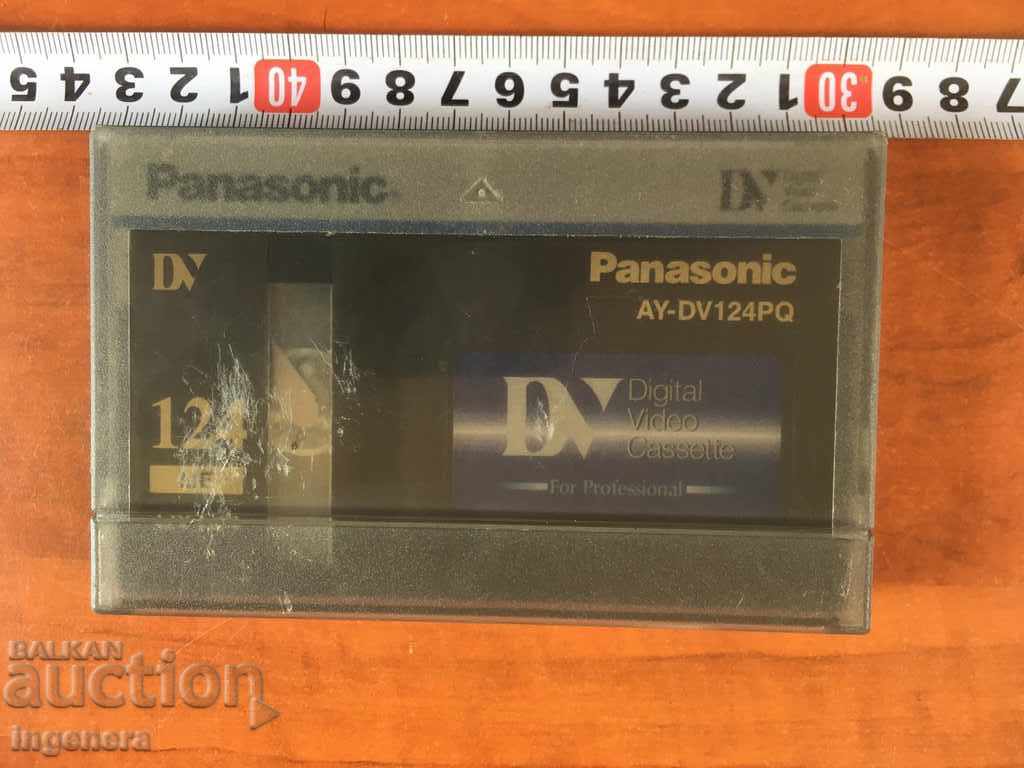 5 4 3 2 1 40 9 8 7 6 5 4 3 2 1 30 9 8 7
Panasonic
DV
DV
Panasonic
AY-DV124PQ
124
DV
Digital
Video
Cassette
For Professional
BALKAN
auction
ingenera